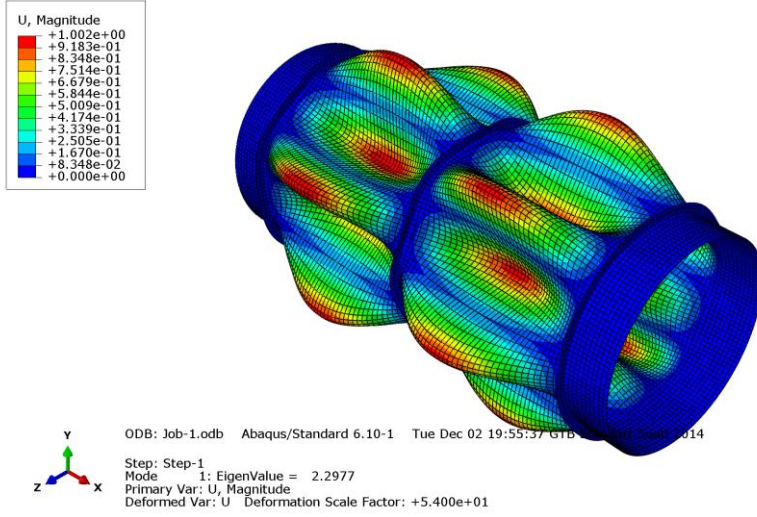 U, Magnitude
+1.002e+00
+9.183e-01
+8.348e-01
+7.514e-01
+6.679e-01
+5.844e-01
+5.009e-01
+4.174e-01
+3.339e-01
+2.505e-01
+1.670e-01
+8.348e-02
+0.000e+00
ODB: Job-1.odb Abaqus/Standard 6.10-1 Tue Dec 02 19:55:37 GTB 2014
Y
Z X
Step: Step-1
Mode 1: EigenValue = 2.2977
Primary Var: U, Magnitude
Deformed Var: U Deformation Scale Factor: +5.400e+01